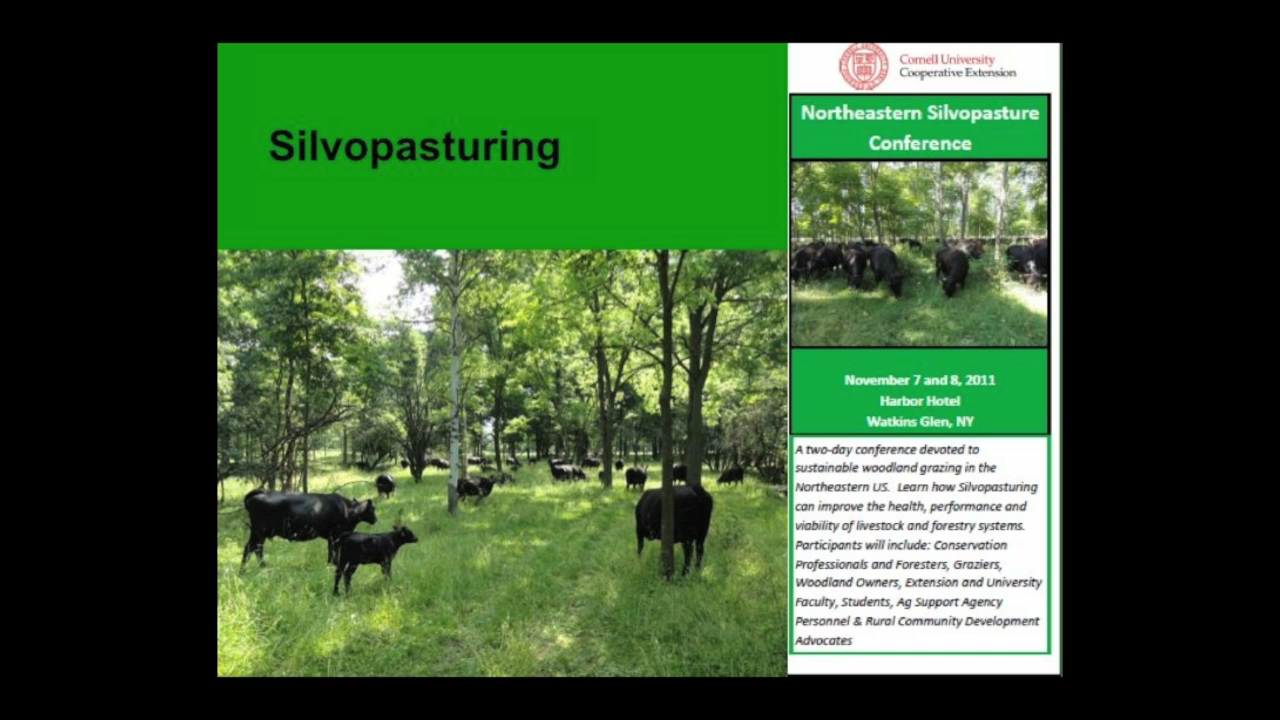 Silvopasturing
Cornell University
Cooperative Extension
Northeastern Silvopasture
Conference
November 7 and 8, 2011
Harbor Hotel
Watkins Glen, NY
A two-day conference devoted to
sustainable woodland grazing in the
Northeastern US.  Learn how Silvopasturing
can improve the health, performance and
viability of livestock and forestry systems.
Participants will include: Conservation
Professionals and Foresters, Graziers,
Woodland Owners, Extension and University
Faculty, Students, Ag Support Agency
Personnel & Rural Community Development
Advocates